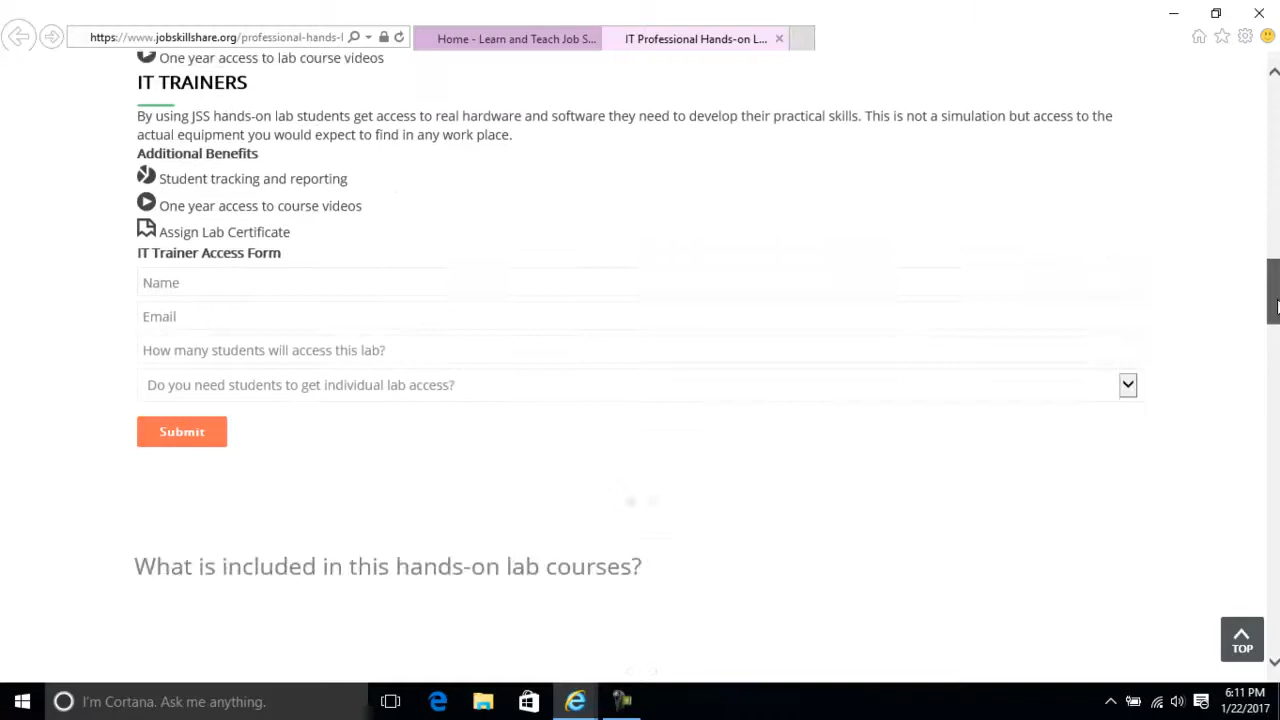 https://www.jobskillshare.org/professional-hands-l
Home - Learn and Teach Job S...
IT Professional Hands-on L...
One year access to lab course videos
IT TRAINERS
By using JSS hands-on lab students get access to real hardware and software they need to develop their practical skills. This is not a simulation but access to the
actual equipment you would expect to find in any work place.
Additional Benefits
Student tracking and reporting
One year access to course videos
Assign Lab Certificate
IT Trainer Access Form
Name
Email
How many students will access this lab?
Do you need students to get individual lab access?
Submit
What is included in this hands-on lab courses?
TOP
I'm Cortana. Ask me anything.
6:11 PM
1/22/2017